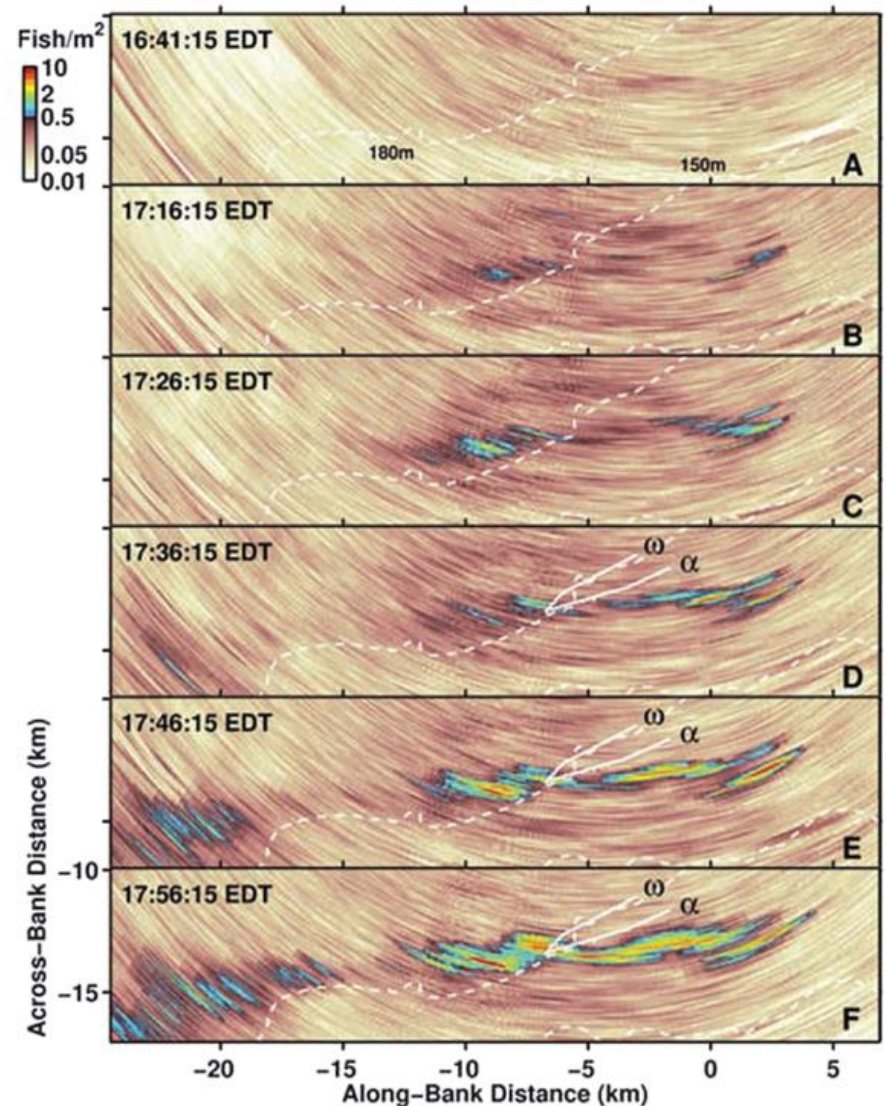 Fish/m²
10
2
0.5
0.05
0.01
16:41:15 EDT
180m
150m
A
17:16:15 EDT
B
17:26:15 EDT
C
17:36:15 EDT
ω
α
D
17:46:15 EDT
ω
α
E
17:56:15 EDT
ω
α
F
Across−Bank Distance (km)
−10
−15
−20 −15 −10 −5 0 5
Along−Bank Distance (km)